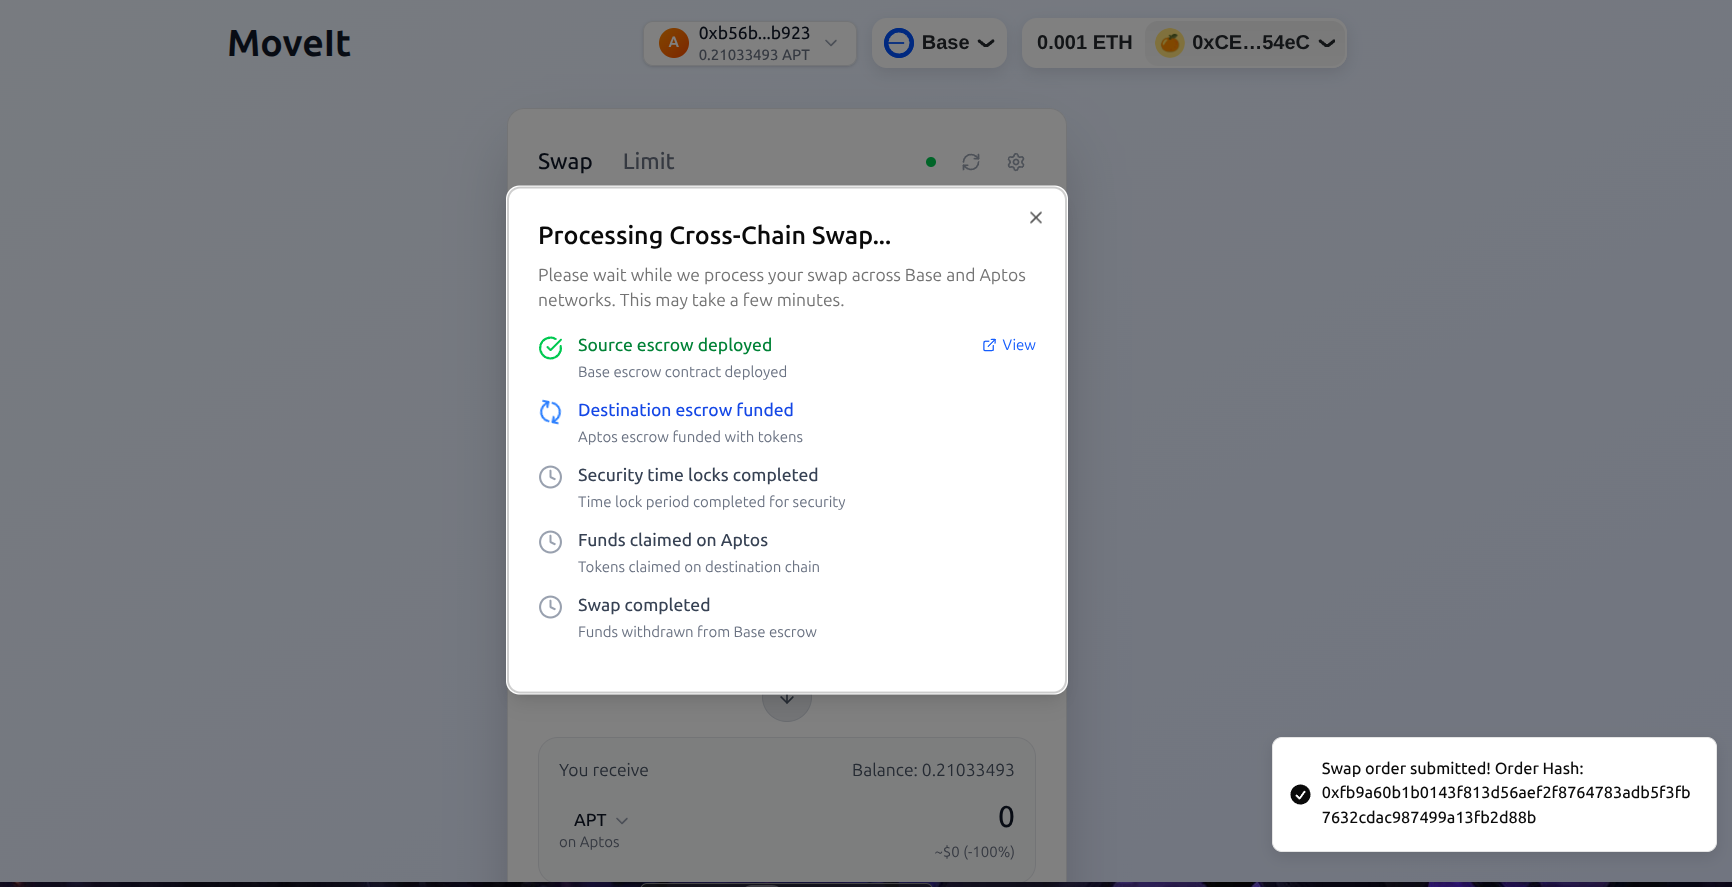 MoveIt
A
0xb56b...b923
0.21033493 APT
Base
0.001 ETH
0xCE...54eC
Swap
Limit
Processing Cross-Chain Swap...
Please wait while we process your swap across Base and Aptos
networks. This may take a few minutes.
Source escrow deployed
View
Base escrow contract deployed
Destination escrow funded
Aptos escrow funded with tokens
Security time locks completed
Time lock period completed for security
Funds claimed on Aptos
Tokens claimed on destination chain
Swap completed
Funds withdrawn from Base escrow
You receive
Balance: 0.21033493
APT
0
on Aptos
~$0 (-100%)
Swap order submitted! Order Hash:
0xfb9a60b1b0143f813d56aef2f8764783adb5f3fb
7632cdac987499a13fb2d88b